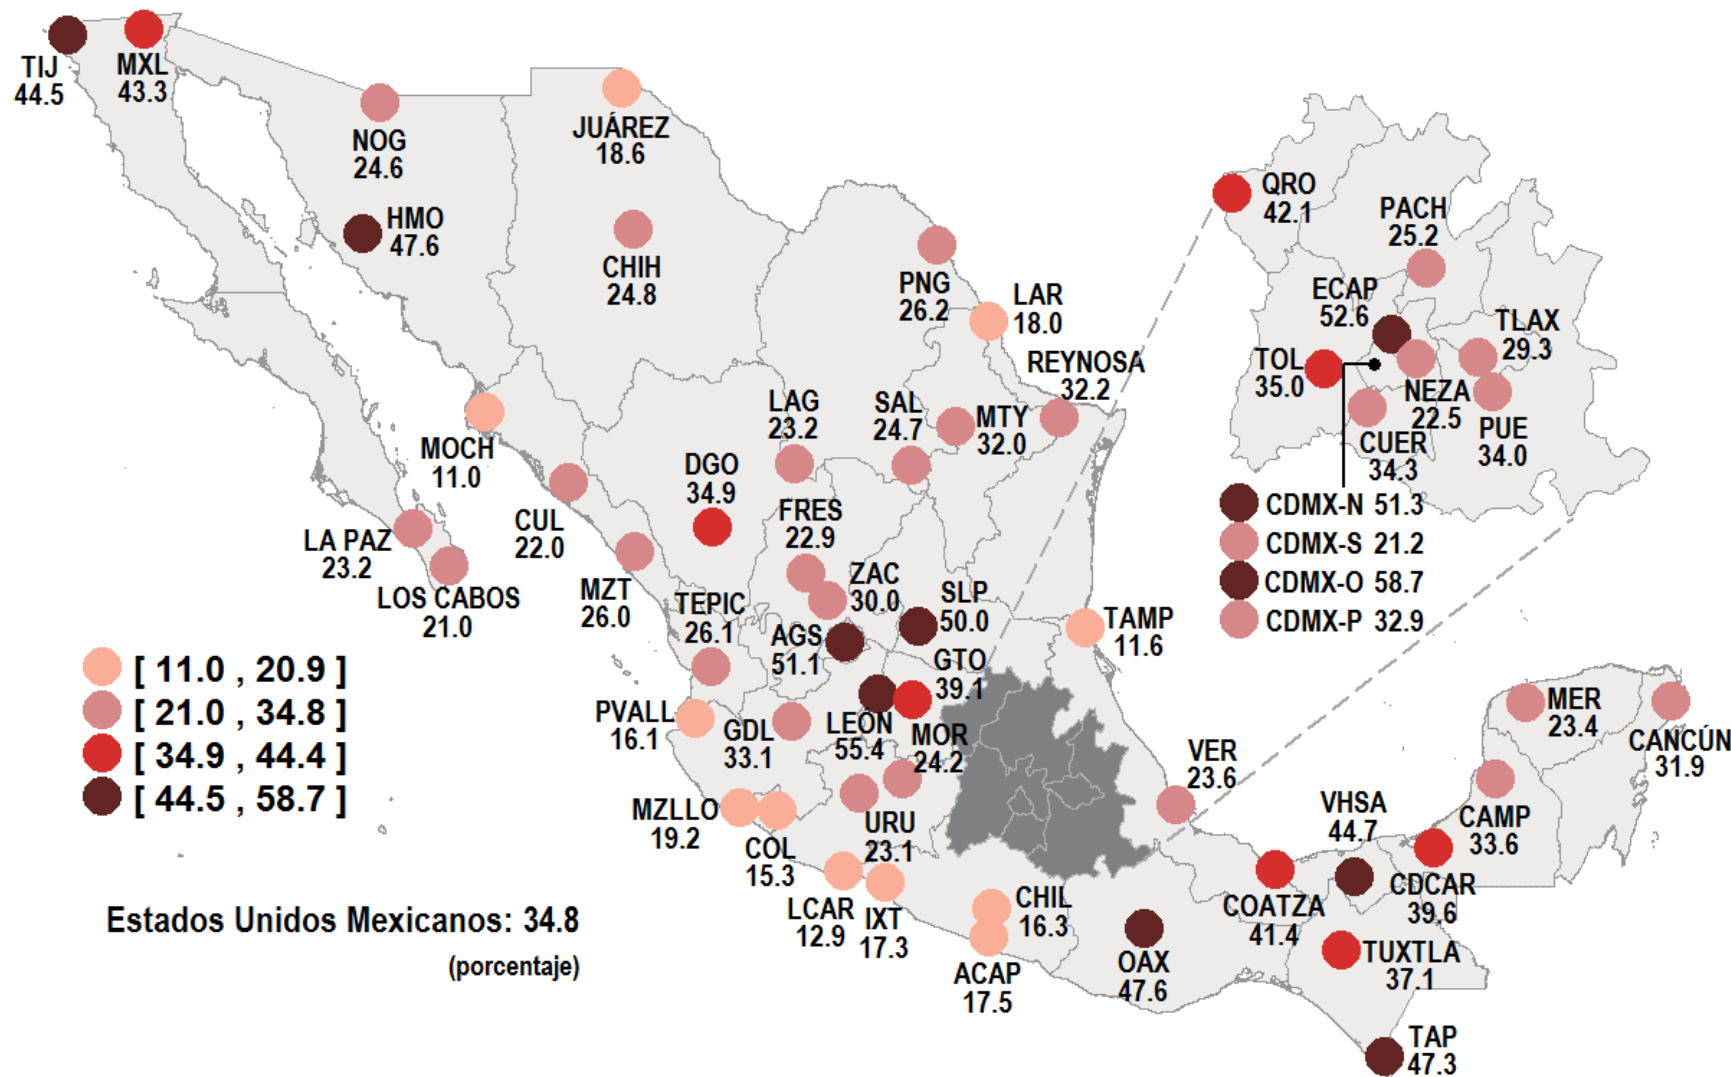 TIJ
44.5
MXL
43.3
NOG
24.6
HMO
47.6
JUÁREZ
18.6
CHIH
24.8
PNG
26.2
LAR
18.0
REYNOSA
32.2
MOCH
11.0
LAG
23.2
SAL
24.7
MTY
32.0
DGO
34.9
CUL
22.0
FRES
22.9
LA PAZ
23.2
LOS CABOS
21.0
MZT
26.0
ZAC
30.0
SLP
50.0
TEPIC
26.1
AGS
51.1
TAMP
11.6
GTO
39.1
PVALL
16.1
GDL
33.1
LEÓN
55.4
MOR
24.2
MZLLO
19.2
COL
15.3
URU
23.1
LCAR
12.9
IXT
17.3
CHIL
16.3
ACAP
17.5
VER
23.6
OAX
47.6
COATZA
41.4
VHSA
44.7
CDCAR
39.6
TUXTLA
37.1
TAP
47.3
CAMP
33.6
MER
23.4
CANCÚN
31.9
QRO
42.1
PACH
25.2
ECAP
52.6
TLAX
29.3
TOL
35.0
NEZA
22.5
CUER
34.3
PUE
34.0
CDMX-N 51.3
CDMX-S 21.2
CDMX-O 58.7
CDMX-P 32.9
[ 11.0 , 20.9 ]
[ 21.0 , 34.8 ]
[ 34.9 , 44.4 ]
[ 44.5 , 58.7 ]
Estados Unidos Mexicanos: 34.8
(porcentaje)